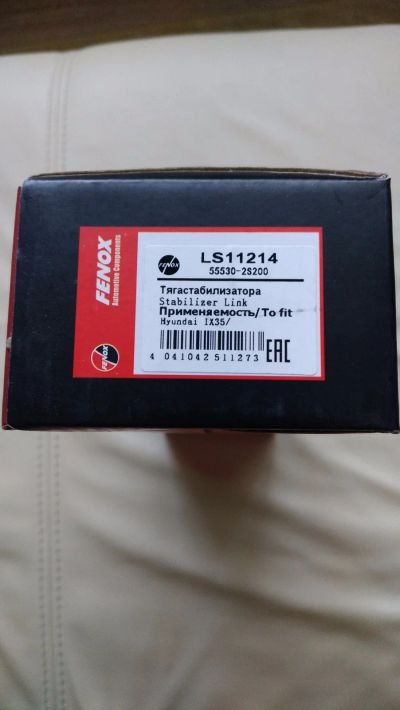 FENOX
Automotive Components
FENOX
FENOX
LS11214
55530-2S200
Тягастабилизатора
Stabilizer Link
Применяемость/To fit
Hyundai IX35/
4 041042 511273
EAC